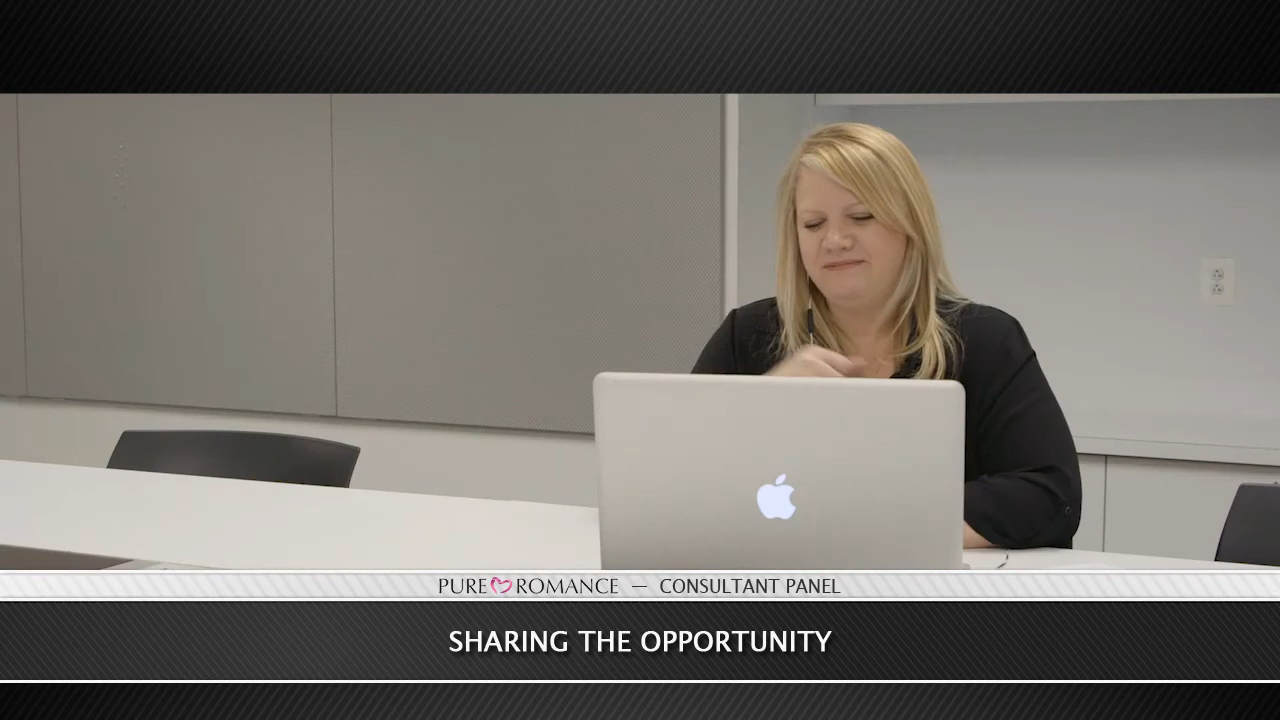 PURE ROMANCE — CONSULTANT PANEL
SHARING THE OPPORTUNITY